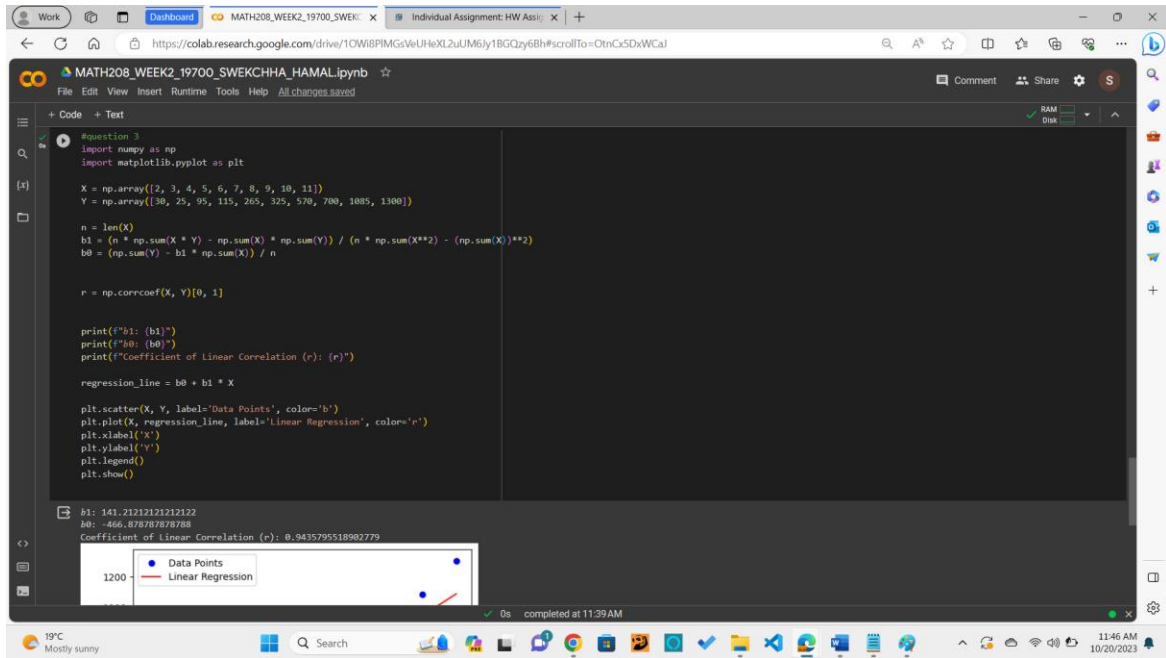 Work
Dashboard
MATH208_WEEK2_19700_SWEKC
Individual Assignment: HW Assig
https://colab.research.google.com/drive/1OWi8PlMGsVeUHeXL2uUM6Jy1BGQzy6Bh#scrollTo=OtnCx5DxWCaJ
CO
MATH208_WEEK2_19700_SWEKCHHA_HAMAL.ipynb
Comment
Share
S
File Edit View Insert Runtime Tools Help All changes saved
+ Code + Text
RAM
Disk
0s
{x}
#question 3
import numpy as np
import matplotlib.pyplot as plt
X = np.array([2, 3, 4, 5, 6, 7, 8, 9, 10, 11])
Y = np.array([30, 25, 95, 115, 265, 325, 570, 700, 1085, 1300])
n = len(X)
b1 = (n * np.sum(X * Y) - np.sum(X) * np.sum(Y)) / (n * np.sum(X**2) - (np.sum(X))**2)
b0 = (np.sum(Y) - b1 * np.sum(X)) / n
r = np.corrcoef(X, Y)[0, 1]
print(f"b1: {b1}")
print(f"b0: {b0}")
print(f"Coefficient of Linear Correlation (r): {r}")
regression_line = b0 + b1 * X
plt.scatter(X, Y, label='Data Points', color='b')
plt.plot(X, regression_line, label='Linear Regression', color='r')
plt.xlabel('X')
plt.ylabel('Y')
plt.legend()
plt.show()
b1: 141.21212121212122
b0: -466.878787878788
Coefficient of Linear Correlation (r): 0.9435795518902779
Data Points
Linear Regression
1200
0s completed at 11:39 AM
19°C
Mostly sunny
Search
11:46 AM
10/20/2023